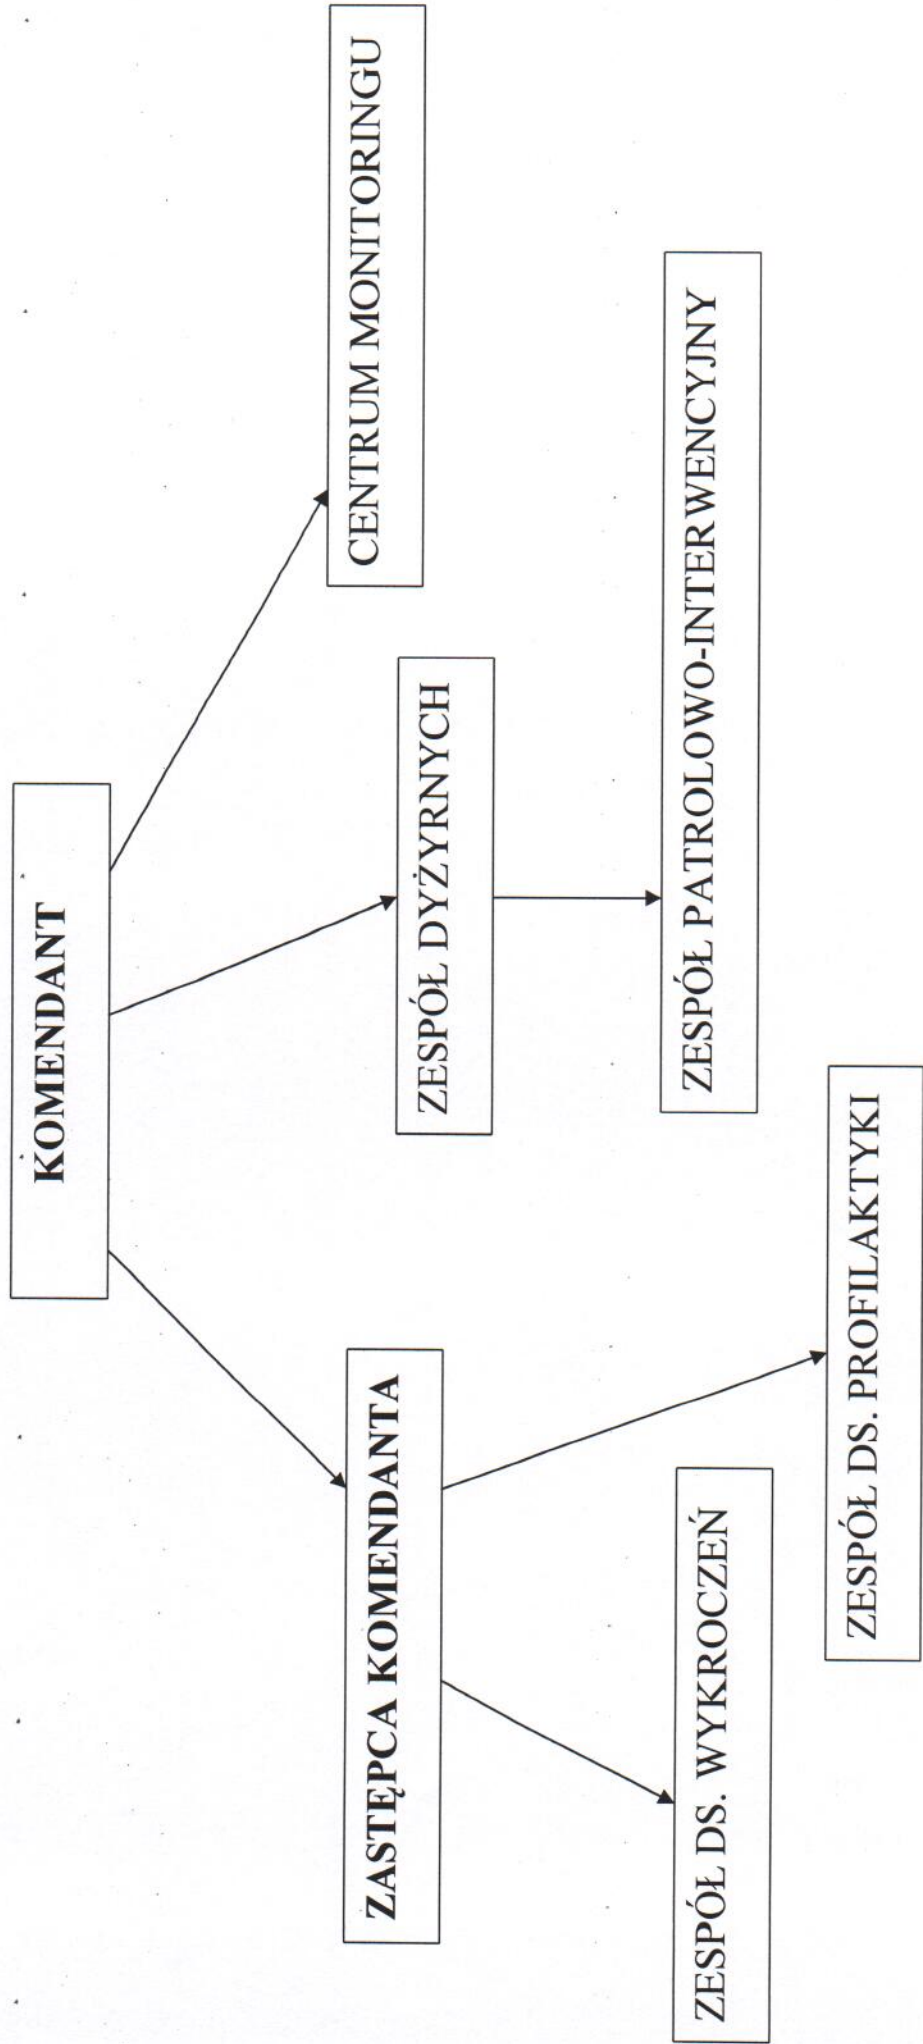 KOMENDANT
ZASTĘPCA KOMENDANTA
ZESPÓŁ DYŻYRNYCH
CENTRUM MONITORINGU
ZESPÓŁ DS. WYKROCZEŃ
ZESPÓŁ DS. PROFILAKTYKI
ZESPÓŁ PATROLOWO-INTERWENCYJNY